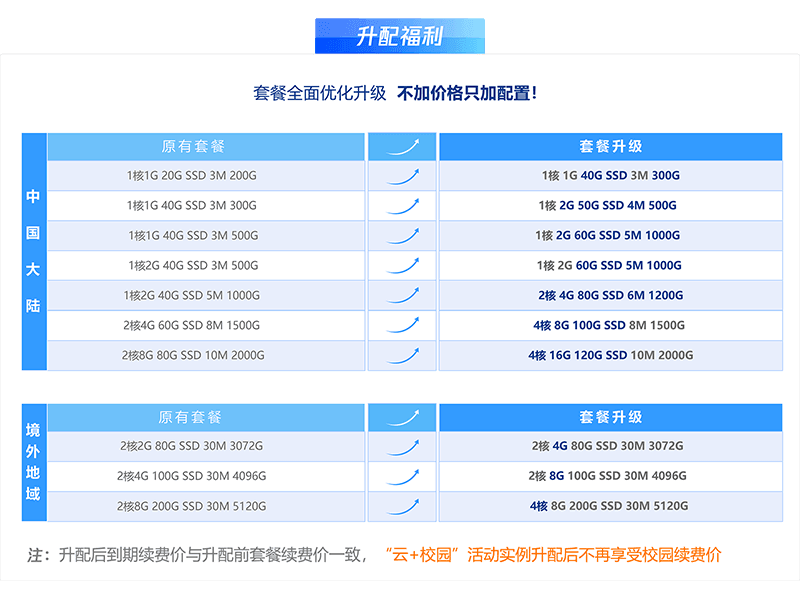 升配福利
套餐全面优化升级 不加价格只加配置！
中国大陆
原有套餐 套餐升级
1核1G 20G SSD 3M 200G 1核 1G 40G SSD 3M 300G
1核1G 40G SSD 3M 300G 1核 2G 50G SSD 4M 500G
1核1G 40G SSD 3M 500G 1核 2G 60G SSD 5M 1000G
1核2G 40G SSD 3M 500G 1核 2G 60G SSD 5M 1000G
1核2G 40G SSD 5M 1000G 2核 4G 80G SSD 6M 1200G
2核4G 60G SSD 8M 1500G 4核 8G 100G SSD 8M 1500G
2核8G 80G SSD 10M 2000G 4核 16G 120G SSD 10M 2000G
境外地域
原有套餐 套餐升级
2核2G 80G SSD 30M 3072G 2核 4G 80G SSD 30M 3072G
2核4G 100G SSD 30M 4096G 2核 8G 100G SSD 30M 4096G
2核8G 200G SSD 30M 5120G 4核 8G 200G SSD 30M 5120G
注：升配后到期续费价与升配前套餐续费价一致，“云+校园”活动实例升配后不再享受校园续费价